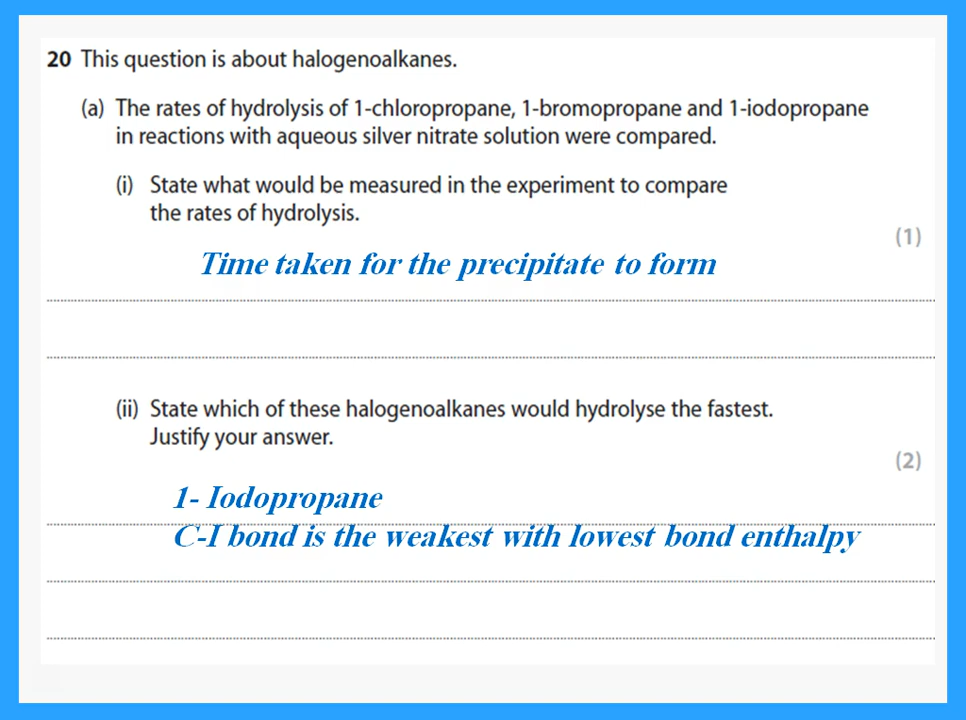 20 This question is about halogenoalkanes.
(a) The rates of hydrolysis of 1-chloropropane, 1-bromopropane and 1-iodopropane
in reactions with aqueous silver nitrate solution were compared.
(i) State what would be measured in the experiment to compare
the rates of hydrolysis.
(1)
Time taken for the precipitate to form
(ii) State which of these halogenoalkanes would hydrolyse the fastest.
Justify your answer.
(2)
1- Iodopropane
C-I bond is the weakest with lowest bond enthalpy